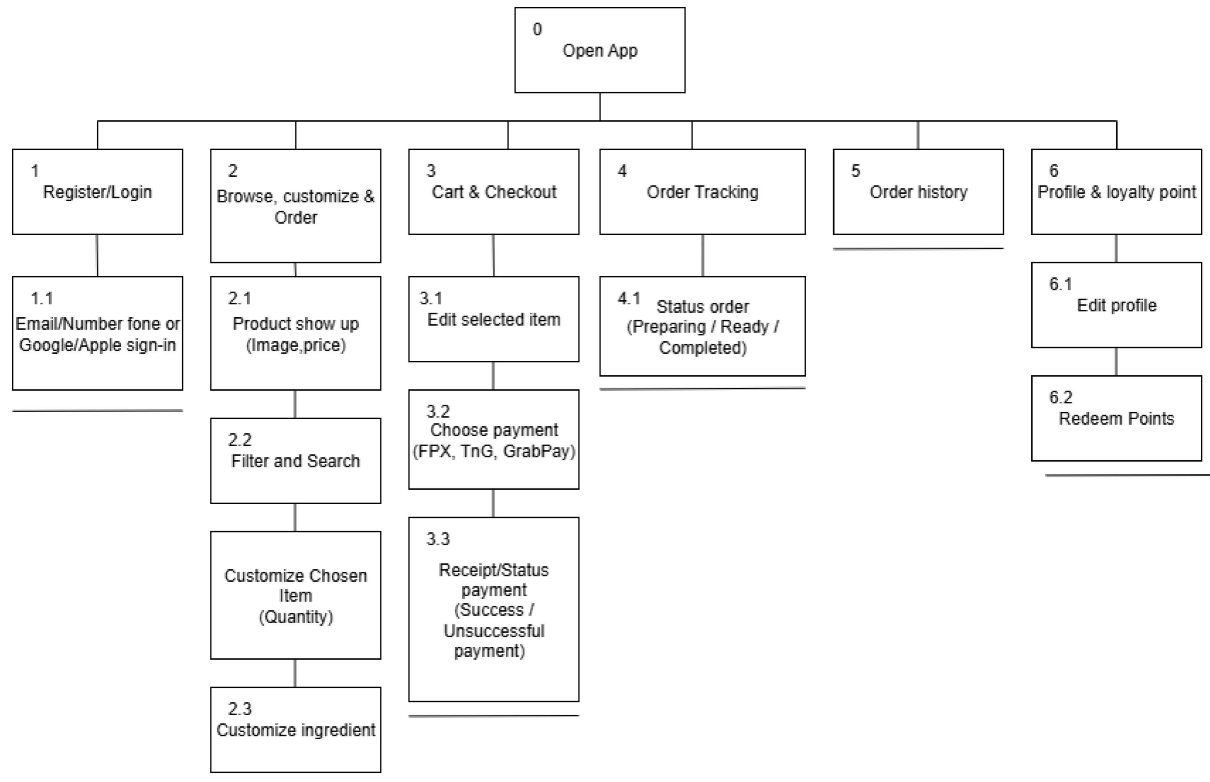 0
Open App
1
Register/Login
2
Browse, customize &
Order
3
Cart & Checkout
4
Order Tracking
5
Order history
6
Profile & loyalty point
1.1
Email/Number fone or
Google/Apple sign-in
2.1
Product show up
(Image,price)
2.2
Filter and Search
Customize Chosen
Item
(Quantity)
2.3
Customize ingredient
3.1
Edit selected item
3.2
Choose payment
(FPX, TnG, GrabPay)
3.3
Receipt/Status
payment
(Success /
Unsuccessful
payment)
4.1
Status order
(Preparing / Ready /
Completed)
6.1
Edit profile
6.2
Redeem Points